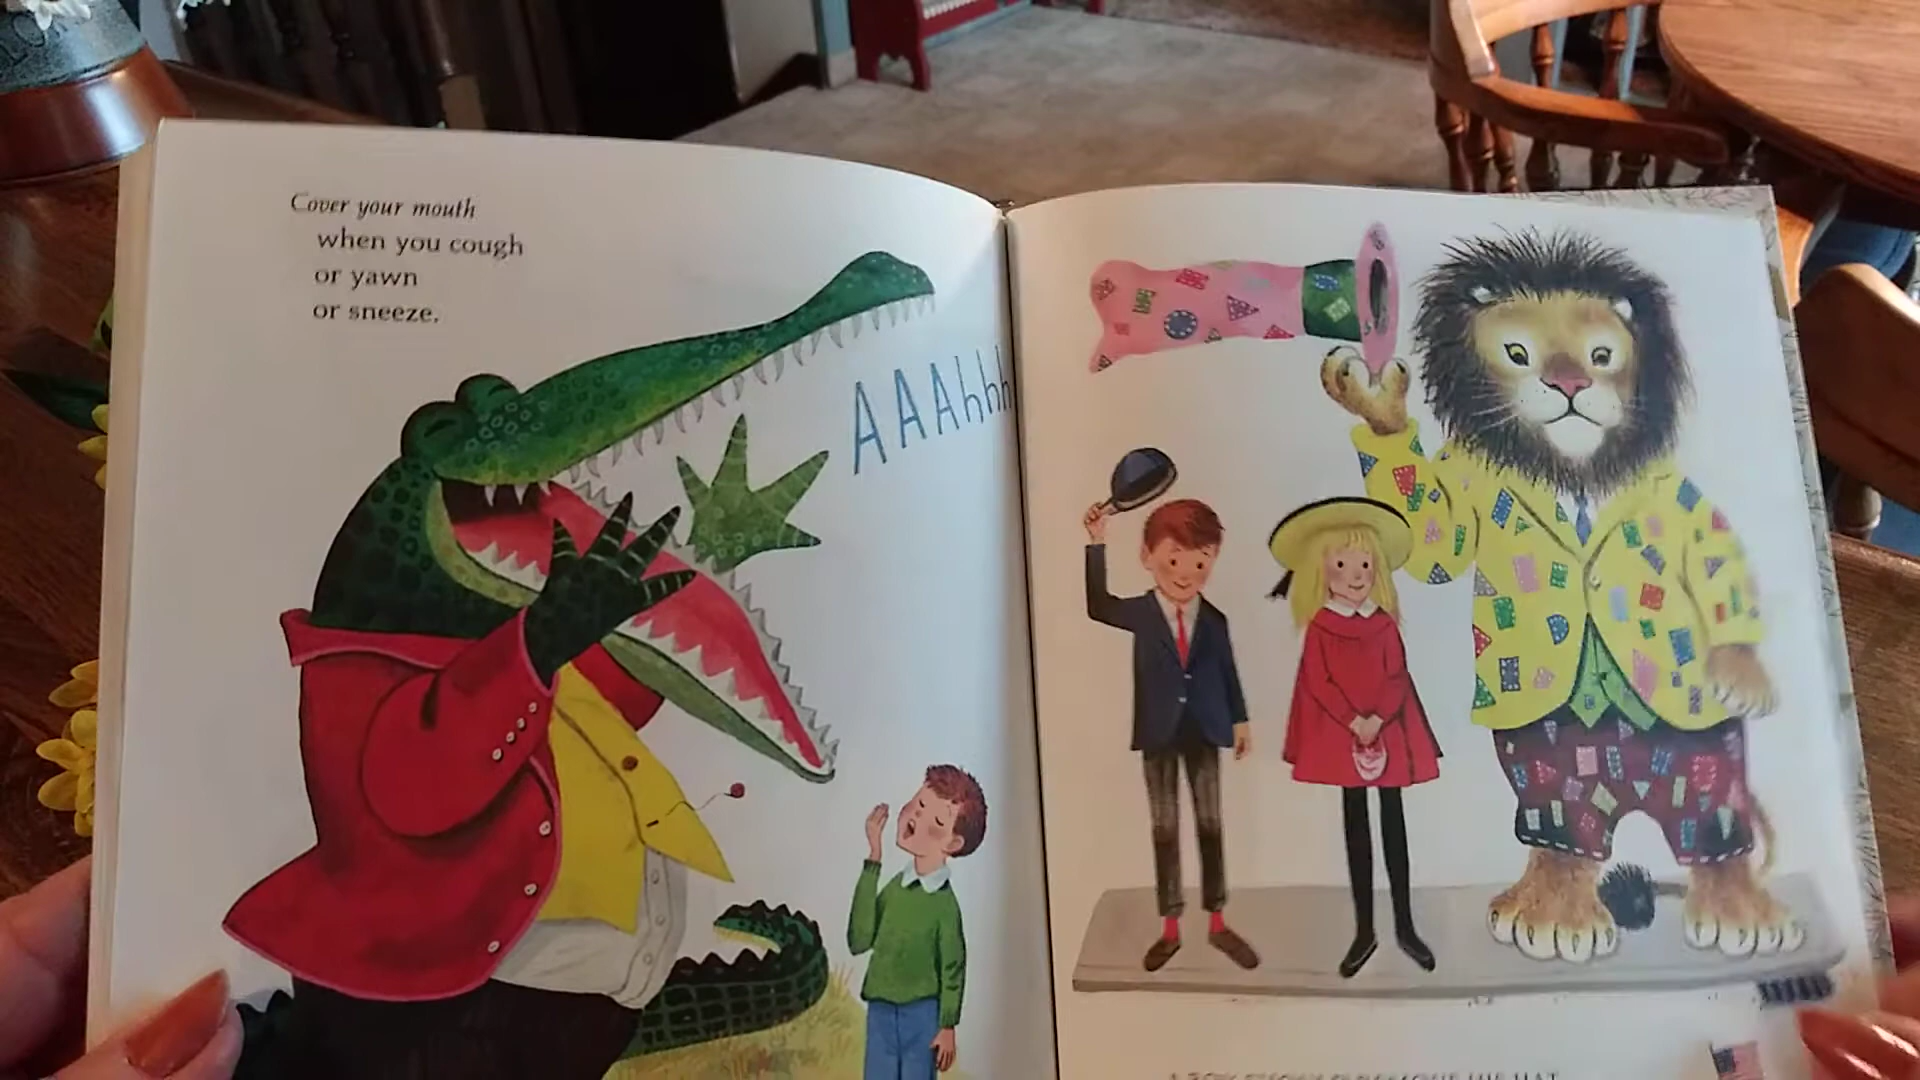 Cover your mouth
when you cough
or yawn
or sneeze.
AAAhhh